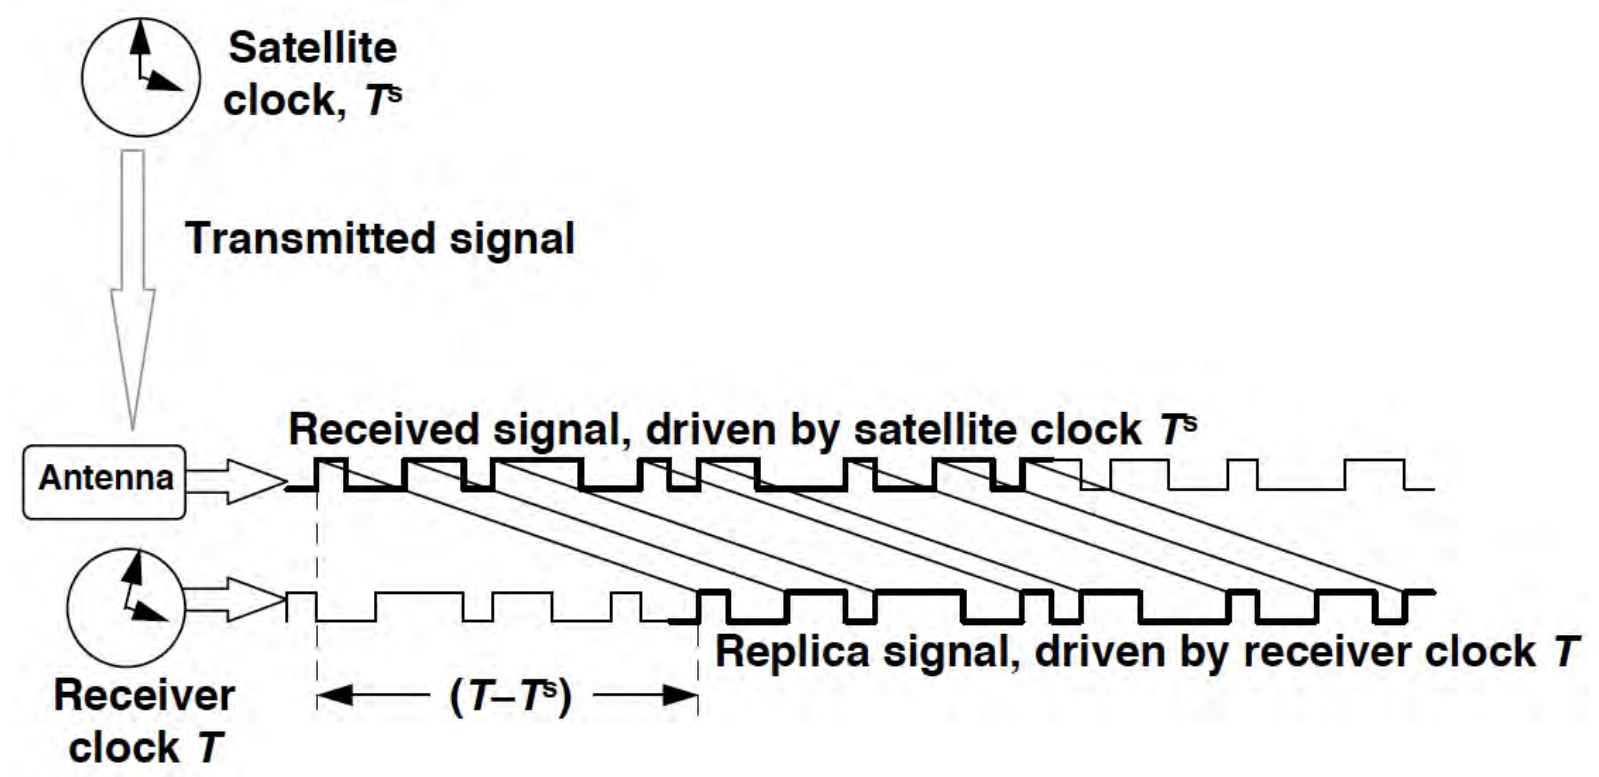 Satellite
clock, Tˢ
Transmitted signal
Received signal, driven by satellite clock Tˢ
Antenna
Replica signal, driven by receiver clock T
(T–Tˢ)
Receiver
clock T